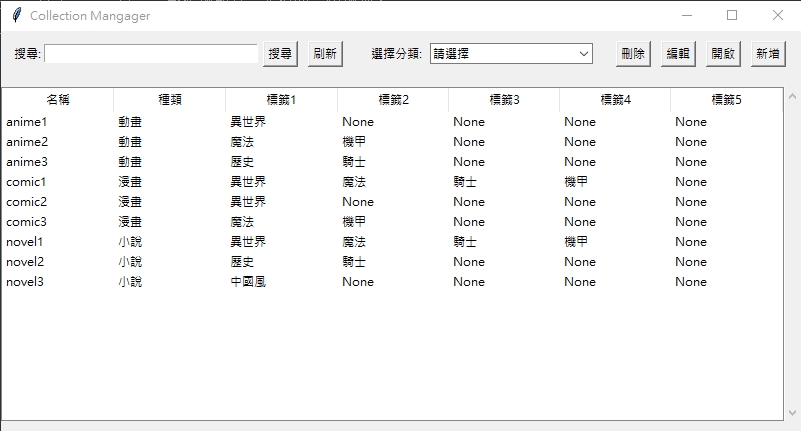 Collection Mangager
搜尋: 搜尋 刷新 選擇分類: 請選擇 刪除 編輯 開啟 新增
名稱 種類 標籤1 標籤2 標籤3 標籤4 標籤5
anime1 動畫 異世界 None None None None
anime2 動畫 魔法 機甲 None None None
anime3 動畫 歷史 騎士 None None None
comic1 漫畫 異世界 魔法 騎士 機甲 None
comic2 漫畫 異世界 None None None None
comic3 漫畫 魔法 機甲 None None None
novel1 小說 異世界 魔法 騎士 機甲 None
novel2 小說 歷史 騎士 None None None
novel3 小說 中國風 None None None None